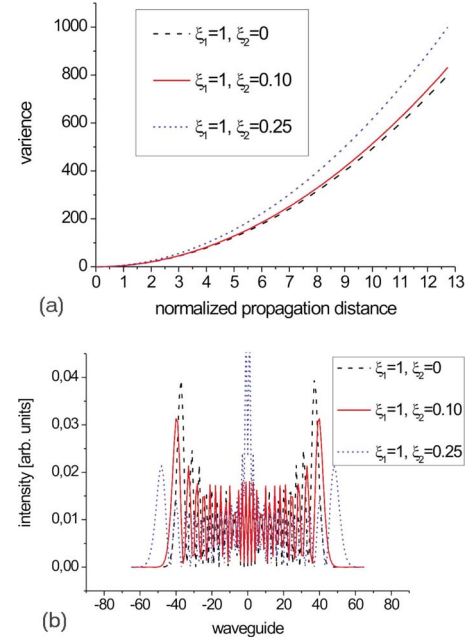 1000
800
600
400
200
0
varience
ξ1=1, ξ2=0
ξ1=1, ξ2=0.10
ξ1=1, ξ2=0.25
0 1 2 3 4 5 6 7 8 9 10 11 12 13
normalized propagation distance
(a)
0,04
0,03
0,02
0,01
0,00
intensity [arb. units]
ξ1=1, ξ2=0
ξ1=1, ξ2=0.10
ξ1=1, ξ2=0.25
-80 -60 -40 -20 0 20 40 60 80
waveguide
(b)